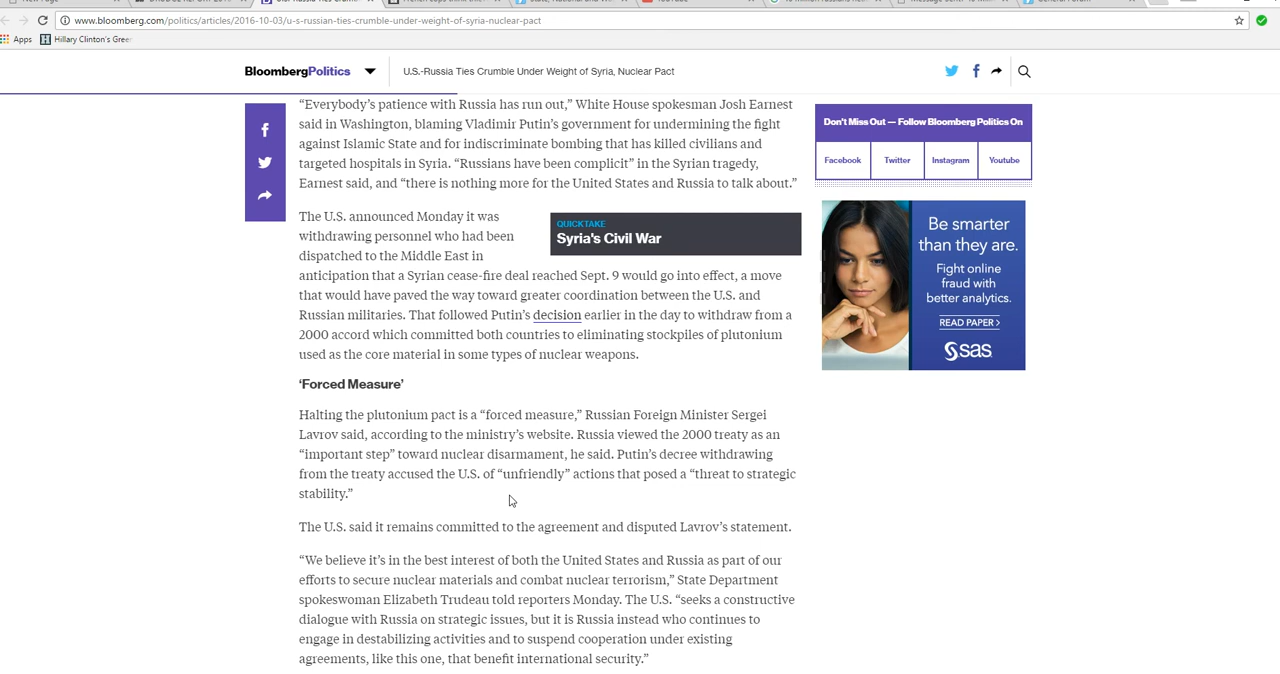 www.bloomberg.com/politics/articles/2016-10-03/u-s-russian-ties-crumble-under-weight-of-syria-nuclear-pact
Apps
Hillary Clinton's Gree
BloombergPolitics
U.S.-Russia Ties Crumble Under Weight of Syria, Nuclear Pact
“Everybody’s patience with Russia has run out,” White House spokesman Josh Earnest
said in Washington, blaming Vladimir Putin’s government for undermining the fight
against Islamic State and for indiscriminate bombing that has killed civilians and
targeted hospitals in Syria. “Russians have been complicit” in the Syrian tragedy,
Earnest said, and “there is nothing more for the United States and Russia to talk about.”
The U.S. announced Monday it was
withdrawing personnel who had been
dispatched to the Middle East in
anticipation that a Syrian cease-fire deal reached Sept. 9 would go into effect, a move
that would have paved the way toward greater coordination between the U.S. and
Russian militaries. That followed Putin’s decision earlier in the day to withdraw from a
2000 accord which committed both countries to eliminating stockpiles of plutonium
used as the core material in some types of nuclear weapons.
QUICKTAKE
Syria's Civil War
‘Forced Measure’
Halting the plutonium pact is a “forced measure,” Russian Foreign Minister Sergei
Lavrov said, according to the ministry’s website. Russia viewed the 2000 treaty as an
“important step” toward nuclear disarmament, he said. Putin’s decree withdrawing
from the treaty accused the U.S. of “unfriendly” actions that posed a “threat to strategic
stability.”
The U.S. said it remains committed to the agreement and disputed Lavrov’s statement.
“We believe it’s in the best interest of both the United States and Russia as part of our
efforts to secure nuclear materials and combat nuclear terrorism,” State Department
spokeswoman Elizabeth Trudeau told reporters Monday. The U.S. “seeks a constructive
dialogue with Russia on strategic issues, but it is Russia instead who continues to
engage in destabilizing activities and to suspend cooperation under existing
agreements, like this one, that benefit international security.”
Don't Miss Out — Follow Bloomberg Politics On
Facebook
Twitter
Instagram
Youtube
Be smarter
than they are.
Fight online
fraud with
better analytics.
READ PAPER >
sas